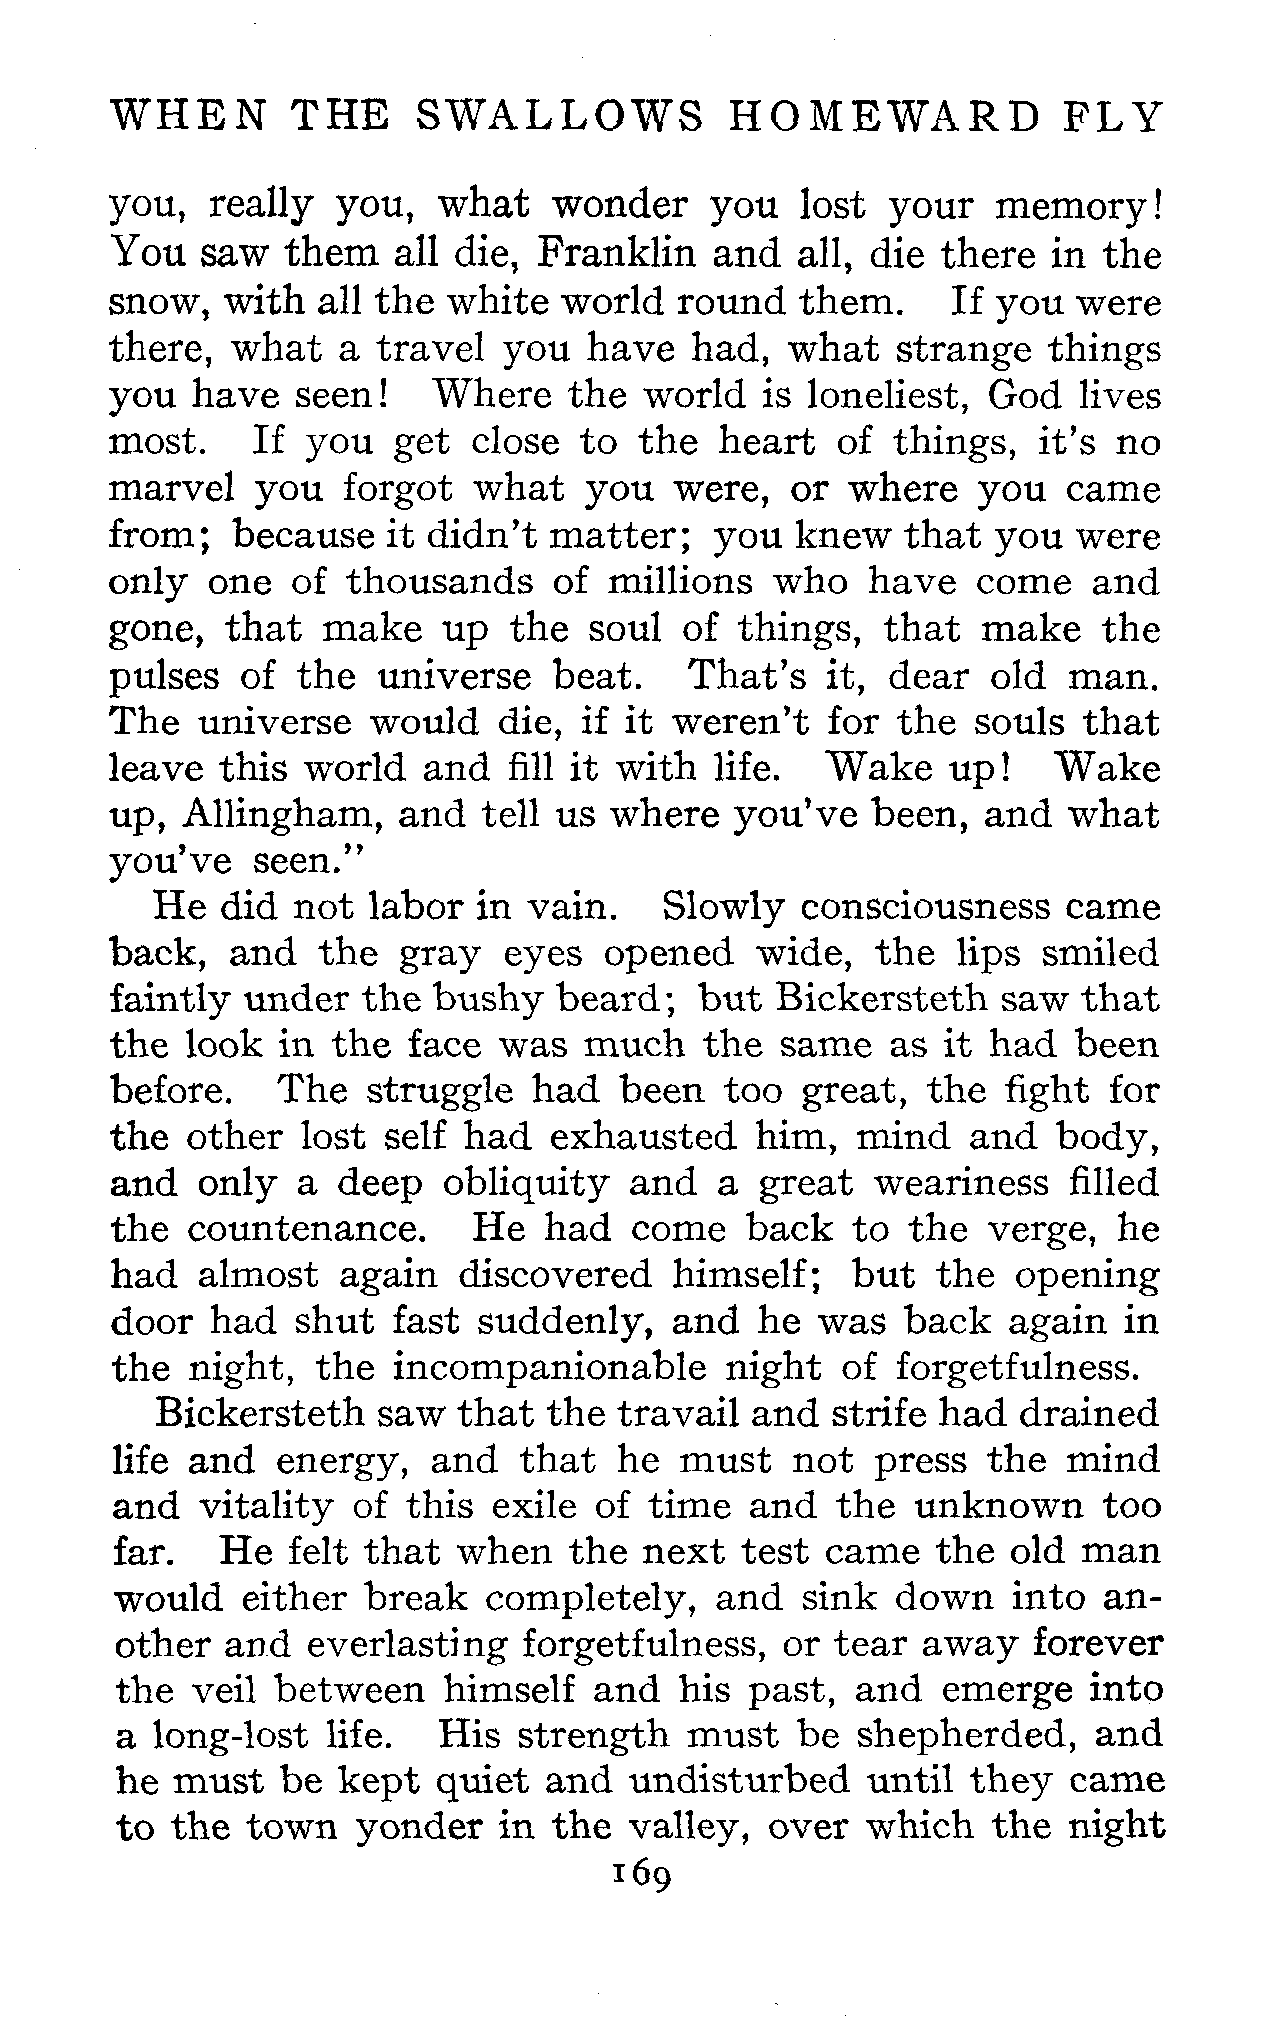 WHEN THE SWALLOWS HOMEWARD FLY
you, really you, what wonder you lost your memory!
You saw them all die, Franklin and all, die there in the
snow, with all the white world round them. If you were
there, what a travel you have had, what strange things
you have seen! Where the world is loneliest, God lives
most. If you get close to the heart of things, it's no
marvel you forgot what you were, or where you came
from; because it didn't matter; you knew that you were
only one of thousands of millions who have come and
gone, that make up the soul of things, that make the
pulses of the universe beat. That's it, dear old man.
The universe would die, if it weren't for the souls that
leave this world and fill it with life. Wake up! Wake
up, Allingham, and tell us where you've been, and what
you've seen."
He did not labor in vain. Slowly consciousness came
back, and the gray eyes opened wide, the lips smiled
faintly under the bushy beard; but Bickersteth saw that
the look in the face was much the same as it had been
before. The struggle had been too great, the fight for
the other lost self had exhausted him, mind and body,
and only a deep obliquity and a great weariness filled
the countenance. He had come back to the verge, he
had almost again discovered himself; but the opening
door had shut fast suddenly, and he was back again in
the night, the incompanionable night of forgetfulness.
Bickersteth saw that the travail and strife had drained
life and energy, and that he must not press the mind
and vitality of this exile of time and the unknown too
far. He felt that when the next test came the old man
would either break completely, and sink down into an-
other and everlasting forgetfulness, or tear away forever
the veil between himself and his past, and emerge into
a long-lost life. His strength must be shepherded, and
he must be kept quiet and undisturbed until they came
to the town yonder in the valley, over which the night
169